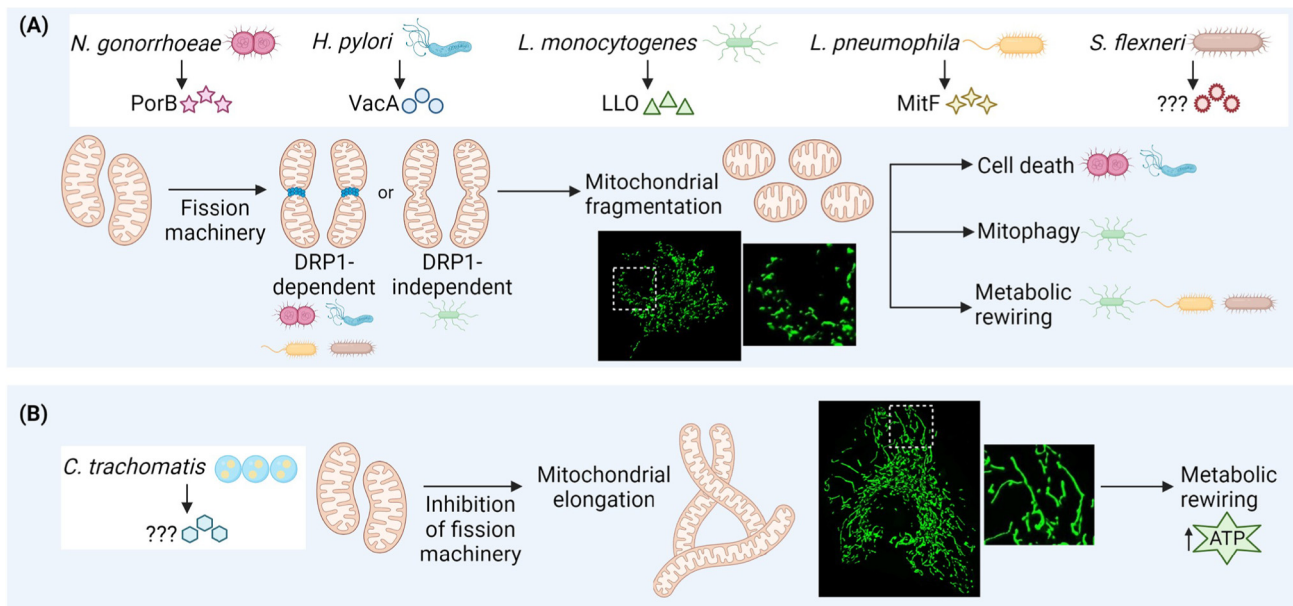 (A)
N. gonorrhoeae
H. pylori
L. monocytogenes
L. pneumophila
S. flexneri
PorB
VacA
LLO
MitF
???
Fission
machinery
or
DRP1-
dependent
DRP1-
independent
Mitochondrial
fragmentation
Cell death
Mitophagy
Metabolic
rewiring
(B)
C. trachomatis
???
Inhibition
of fission
machinery
Mitochondrial
elongation
Metabolic
rewiring
ATP